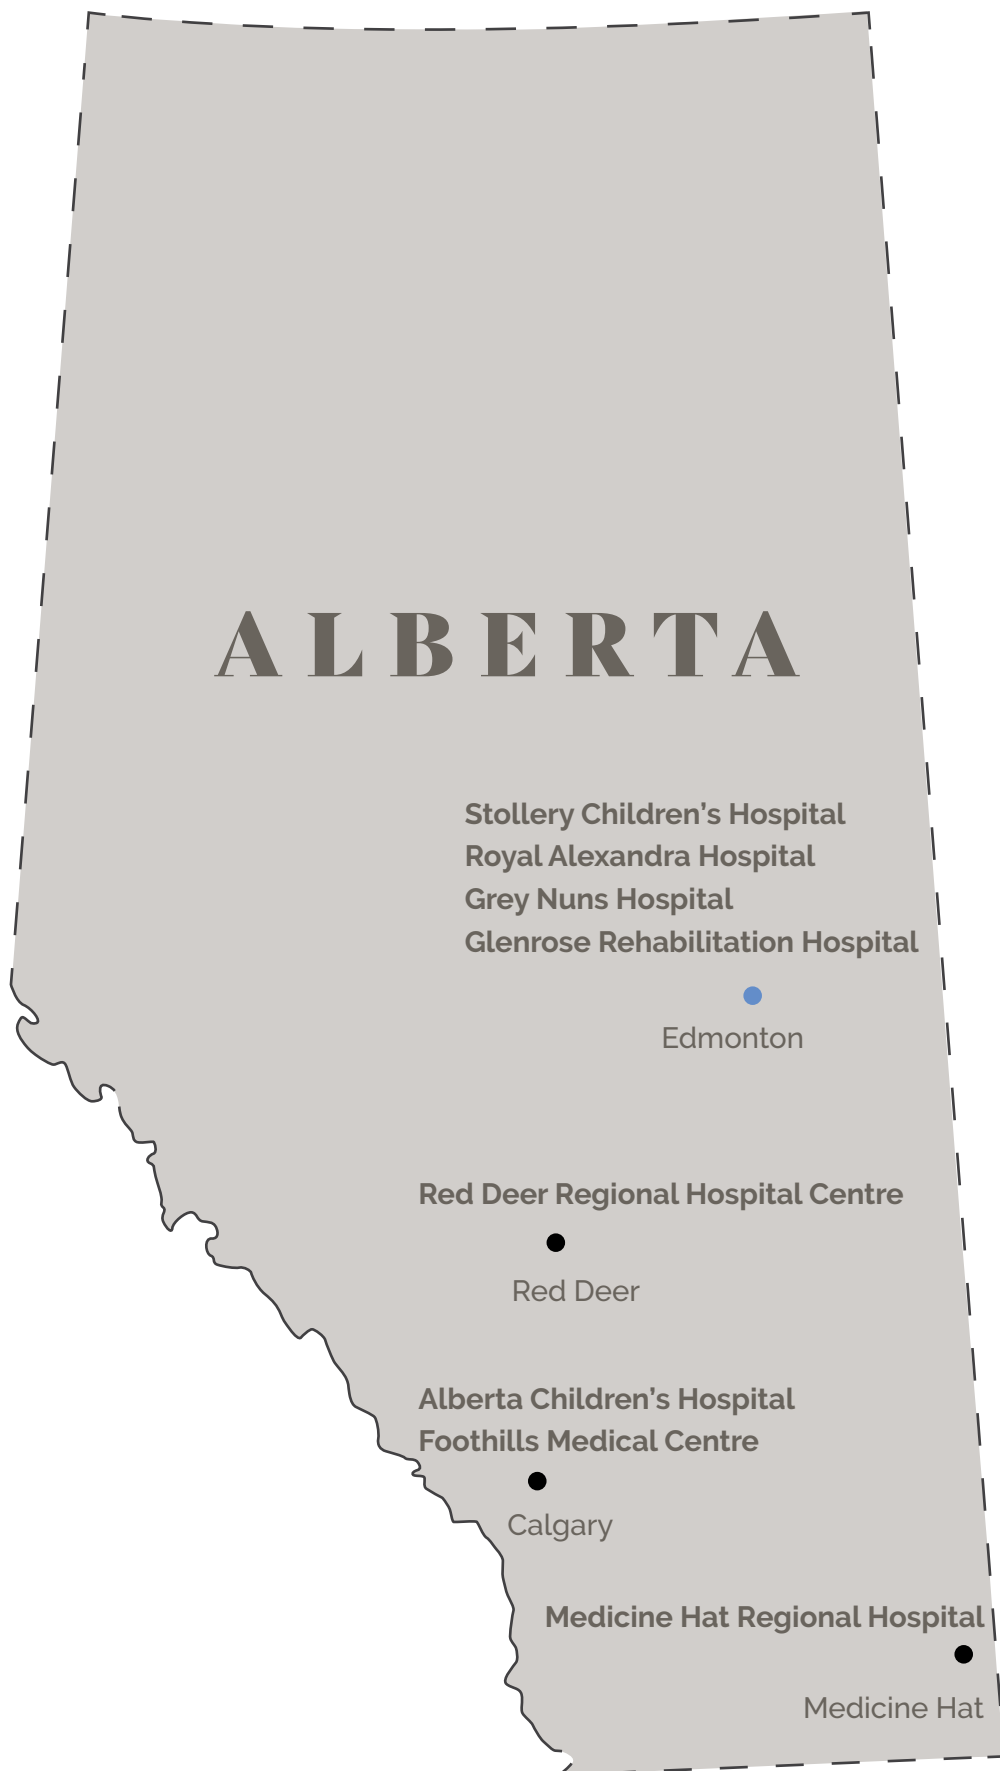 ALBERTA
Stollery Children’s Hospital
Royal Alexandra Hospital
Grey Nuns Hospital
Glenrose Rehabilitation Hospital
Edmonton
Red Deer Regional Hospital Centre
Red Deer
Alberta Children’s Hospital
Foothills Medical Centre
Calgary
Medicine Hat Regional Hospital
Medicine Hat